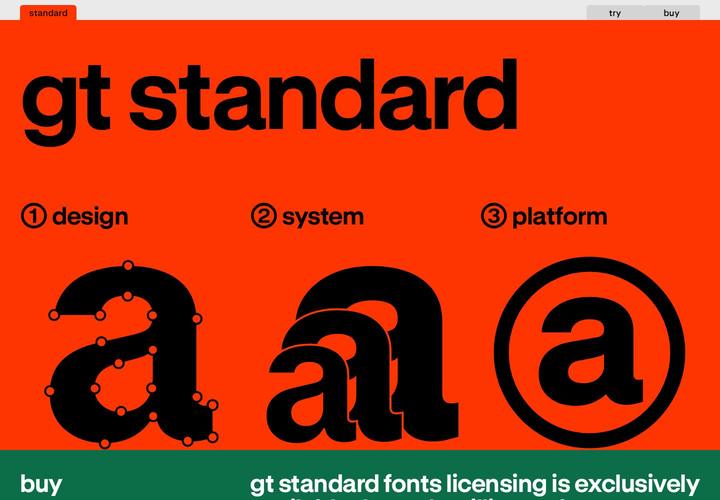 standard
try
buy
gt standard
① design
② system
③ platform
a
a a a
a
buy
gt standard fonts licensing is exclusively